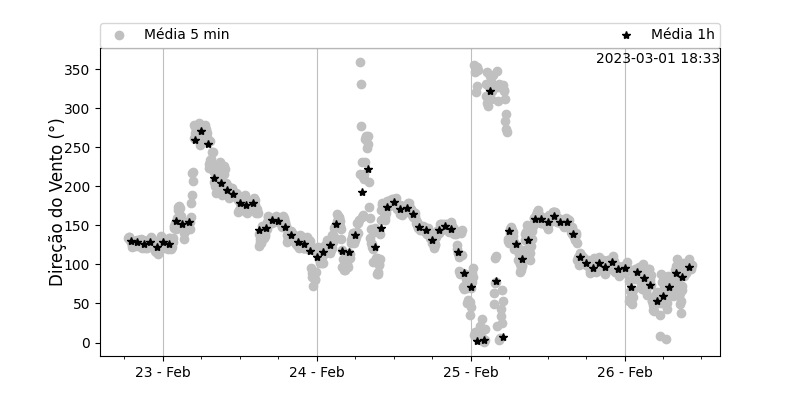 Média 5 min
Média 1h
2023-03-01 18:33
Direção do Vento (°)
350
300
250
200
150
100
50
0
23 - Feb
24 - Feb
25 - Feb
26 - Feb